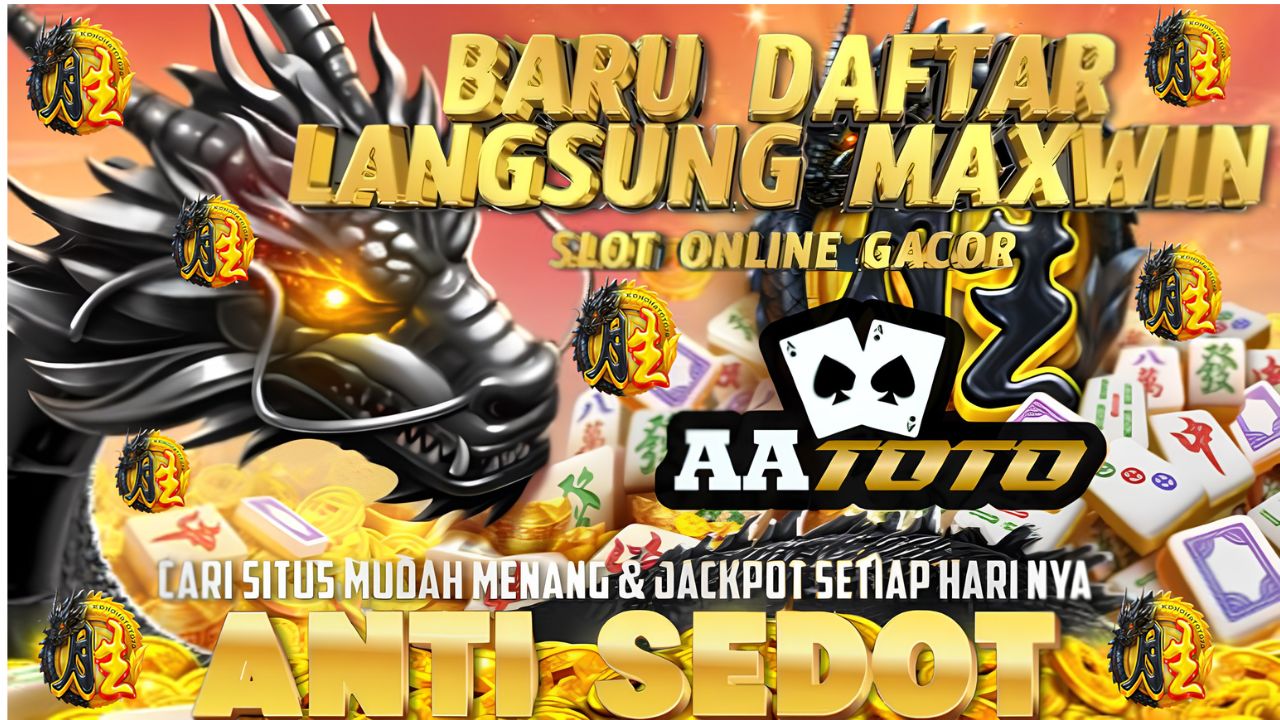 BARU DAFTAR
LANGSUNG MAXWIN
SLOT ONLINE GACOR
AATOTO
CARI SITUS MUDAH MENANG & JACKPOT SETIAP HARI NYA
ANTI SEDOT